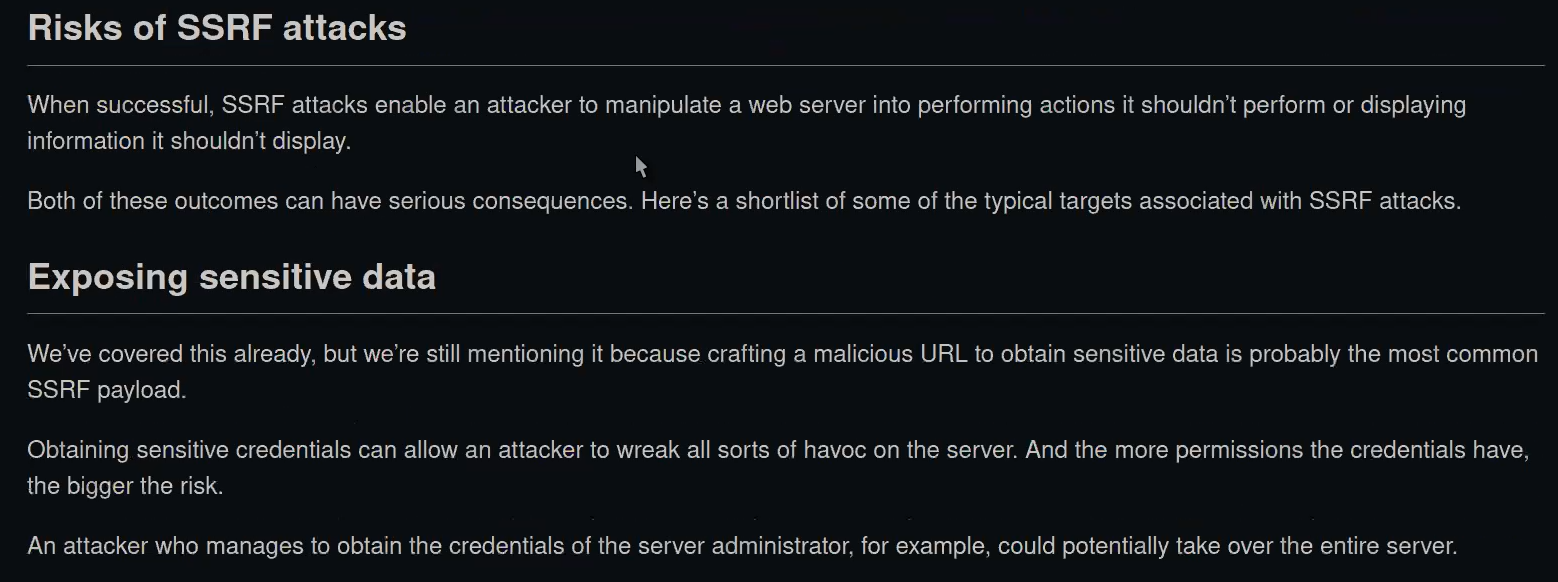 Risks of SSRF attacks
When successful, SSRF attacks enable an attacker to manipulate a web server into performing actions it shouldn’t perform or displaying
information it shouldn’t display.
Both of these outcomes can have serious consequences. Here’s a shortlist of some of the typical targets associated with SSRF attacks.
Exposing sensitive data
We’ve covered this already, but we’re still mentioning it because crafting a malicious URL to obtain sensitive data is probably the most common
SSRF payload.
Obtaining sensitive credentials can allow an attacker to wreak all sorts of havoc on the server. And the more permissions the credentials have,
the bigger the risk.
An attacker who manages to obtain the credentials of the server administrator, for example, could potentially take over the entire server.